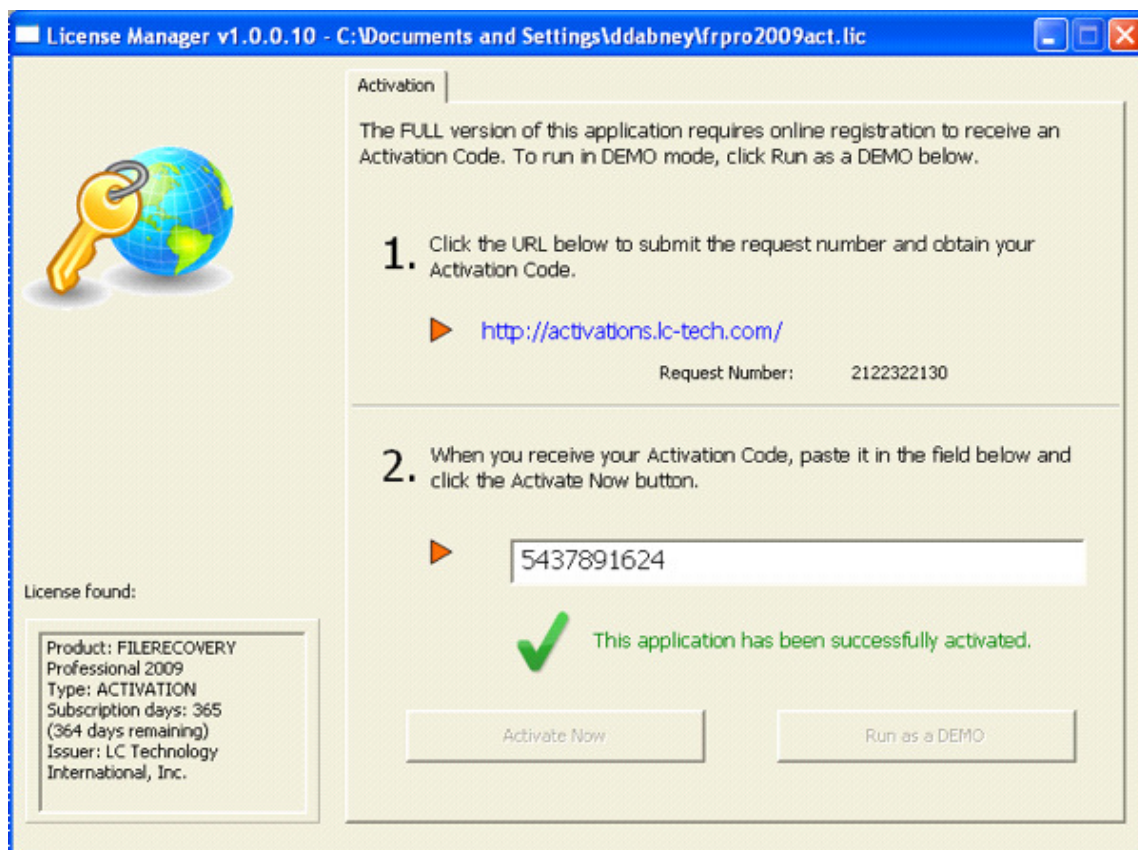 License Manager v1.0.0.10 - C:\Documents and Settings\ddabney\frpro2009act.lic
Activation
The FULL version of this application requires online registration to receive an
Activation Code. To run in DEMO mode, click Run as a DEMO below.
1. Click the URL below to submit the request number and obtain your
Activation Code.
http://activations.lc-tech.com/
Request Number: 2122322130
2. When you receive your Activation Code, paste it in the field below and
click the Activate Now button.
5437891624
This application has been successfully activated.
Activate Now Run as a DEMO
License found:
Product: FILERECOVERY
Professional 2009
Type: ACTIVATION
Subscription days: 365
(364 days remaining)
Issuer: LC Technology
International, Inc.